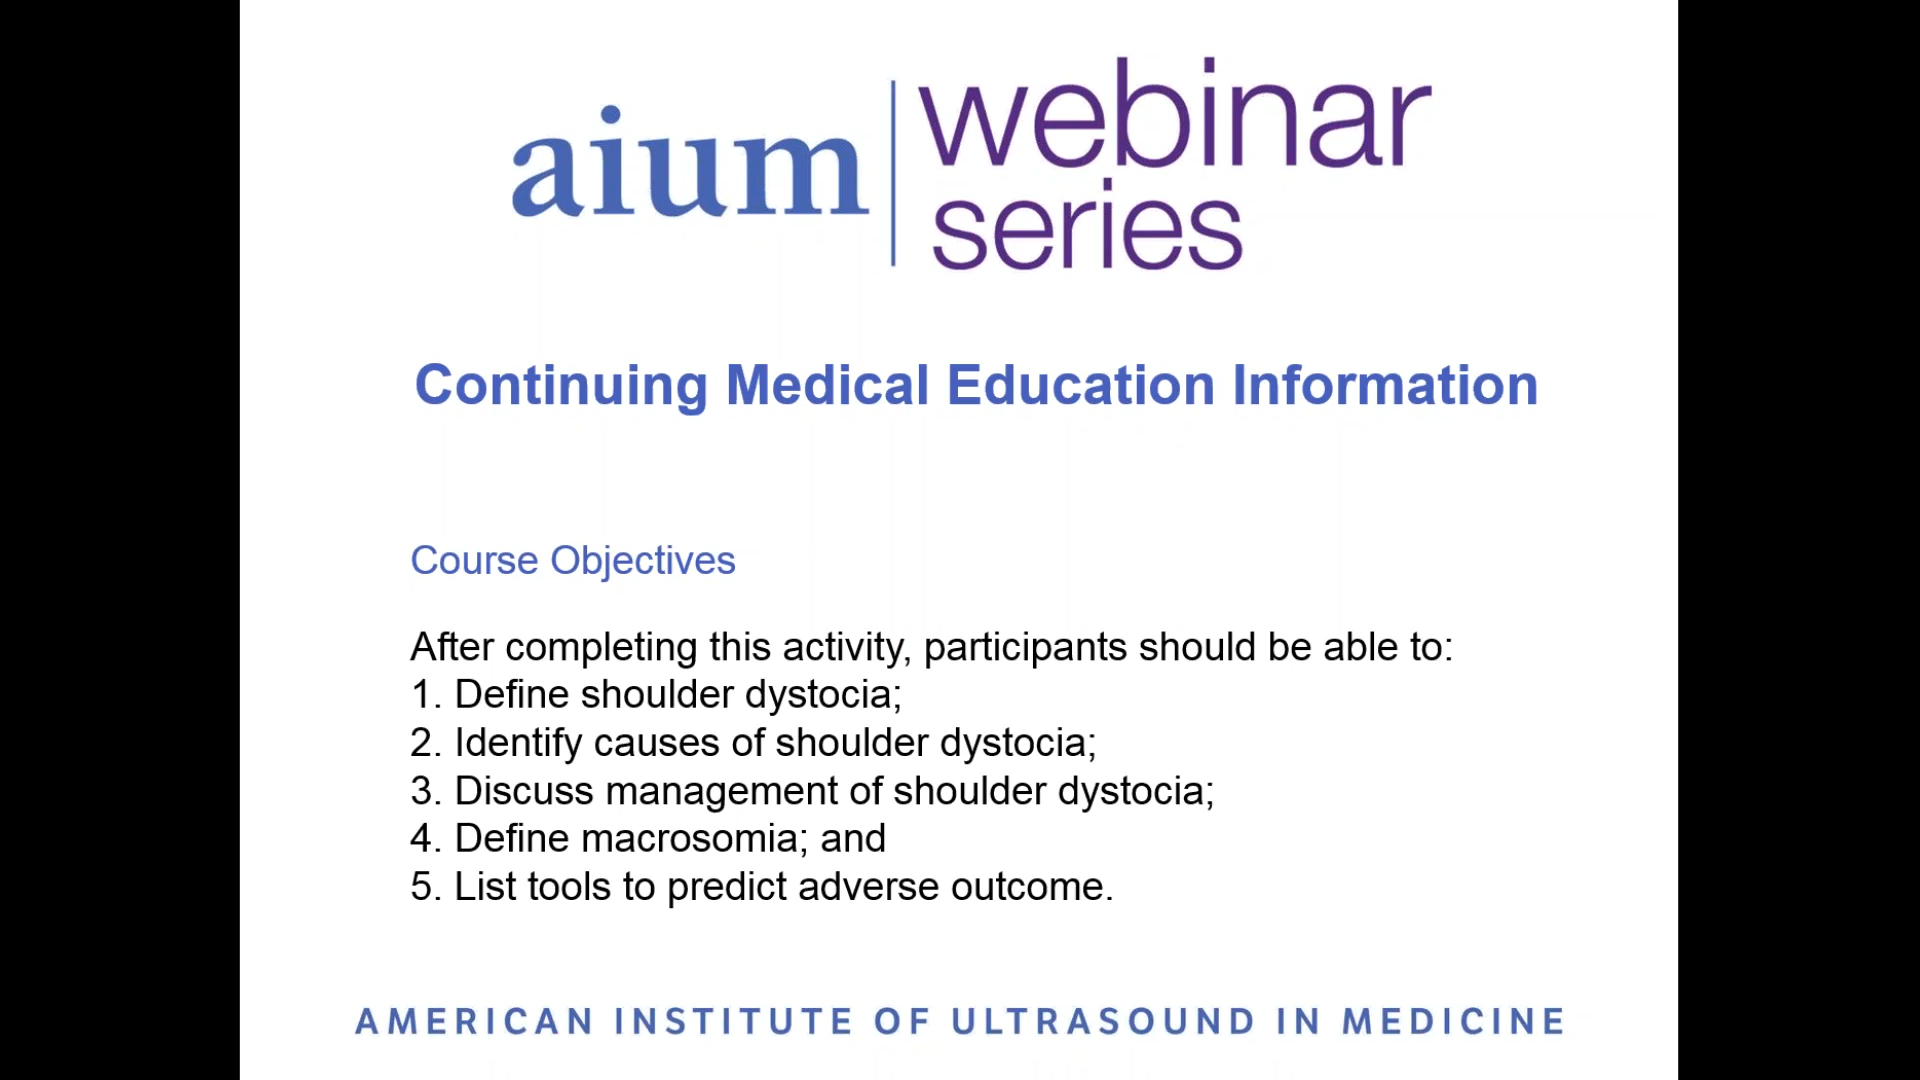 aium webinar
series
Continuing Medical Education Information
Course Objectives
After completing this activity, participants should be able to:
1. Define shoulder dystocia;
2. Identify causes of shoulder dystocia;
3. Discuss management of shoulder dystocia;
4. Define macrosomia; and
5. List tools to predict adverse outcome.
AMERICAN INSTITUTE OF ULTRASOUND IN MEDICINE